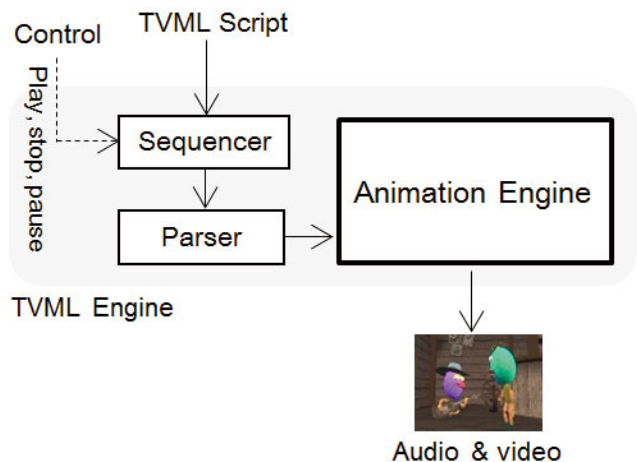 Control
TVML Script
Play, stop, pause
Sequencer
Parser
Animation Engine
TVML Engine
Audio & video